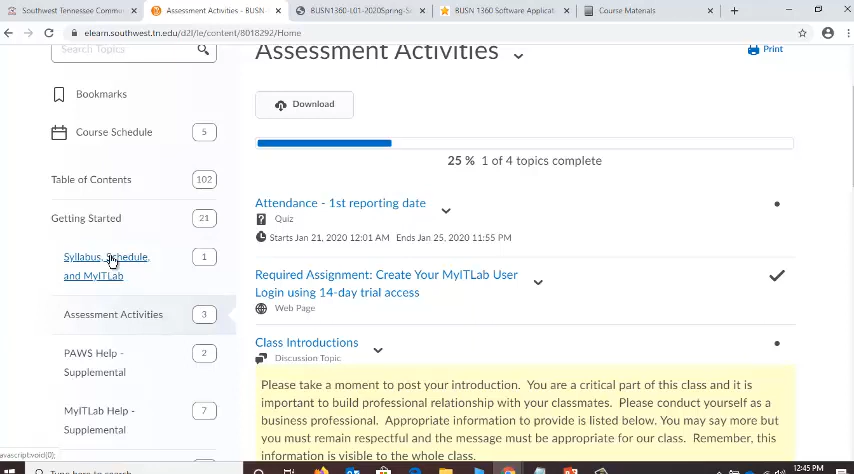 Southwest Tennessee Commu
Assessment Activities - BUSN
BUSN1360-L01-2020Spring-S
BUSN 1360 Software Applicat
Course Materials
elearn.southwest.tn.edu/d2l/le/content/8018292/Home
Search Topics
Bookmarks
Course Schedule 5
Table of Contents 102
Getting Started 21
Syllabus, Schedule, 1
and MyITLab
Assessment Activities 3
PAWS Help - 2
Supplemental
MyITLab Help - 7
Supplemental
Assessment Activities
Print
Download
25 % 1 of 4 topics complete
Attendance - 1st reporting date
Quiz
Starts Jan 21, 2020 12:01 AM Ends Jan 25, 2020 11:55 PM
Required Assignment: Create Your MyITLab User
Login using 14-day trial access
Web Page
Class Introductions
Discussion Topic
Please take a moment to post your introduction. You are a critical part of this class and it is
important to build professional relationship with your classmates. Please conduct yourself as a
business professional. Appropriate information to provide is listed below. You may say more but
you must remain respectful and the message must be appropriate for our class. Remember, this
information is visible to the whole class.
avascript:void(0);
Type here to search
12:45 PM